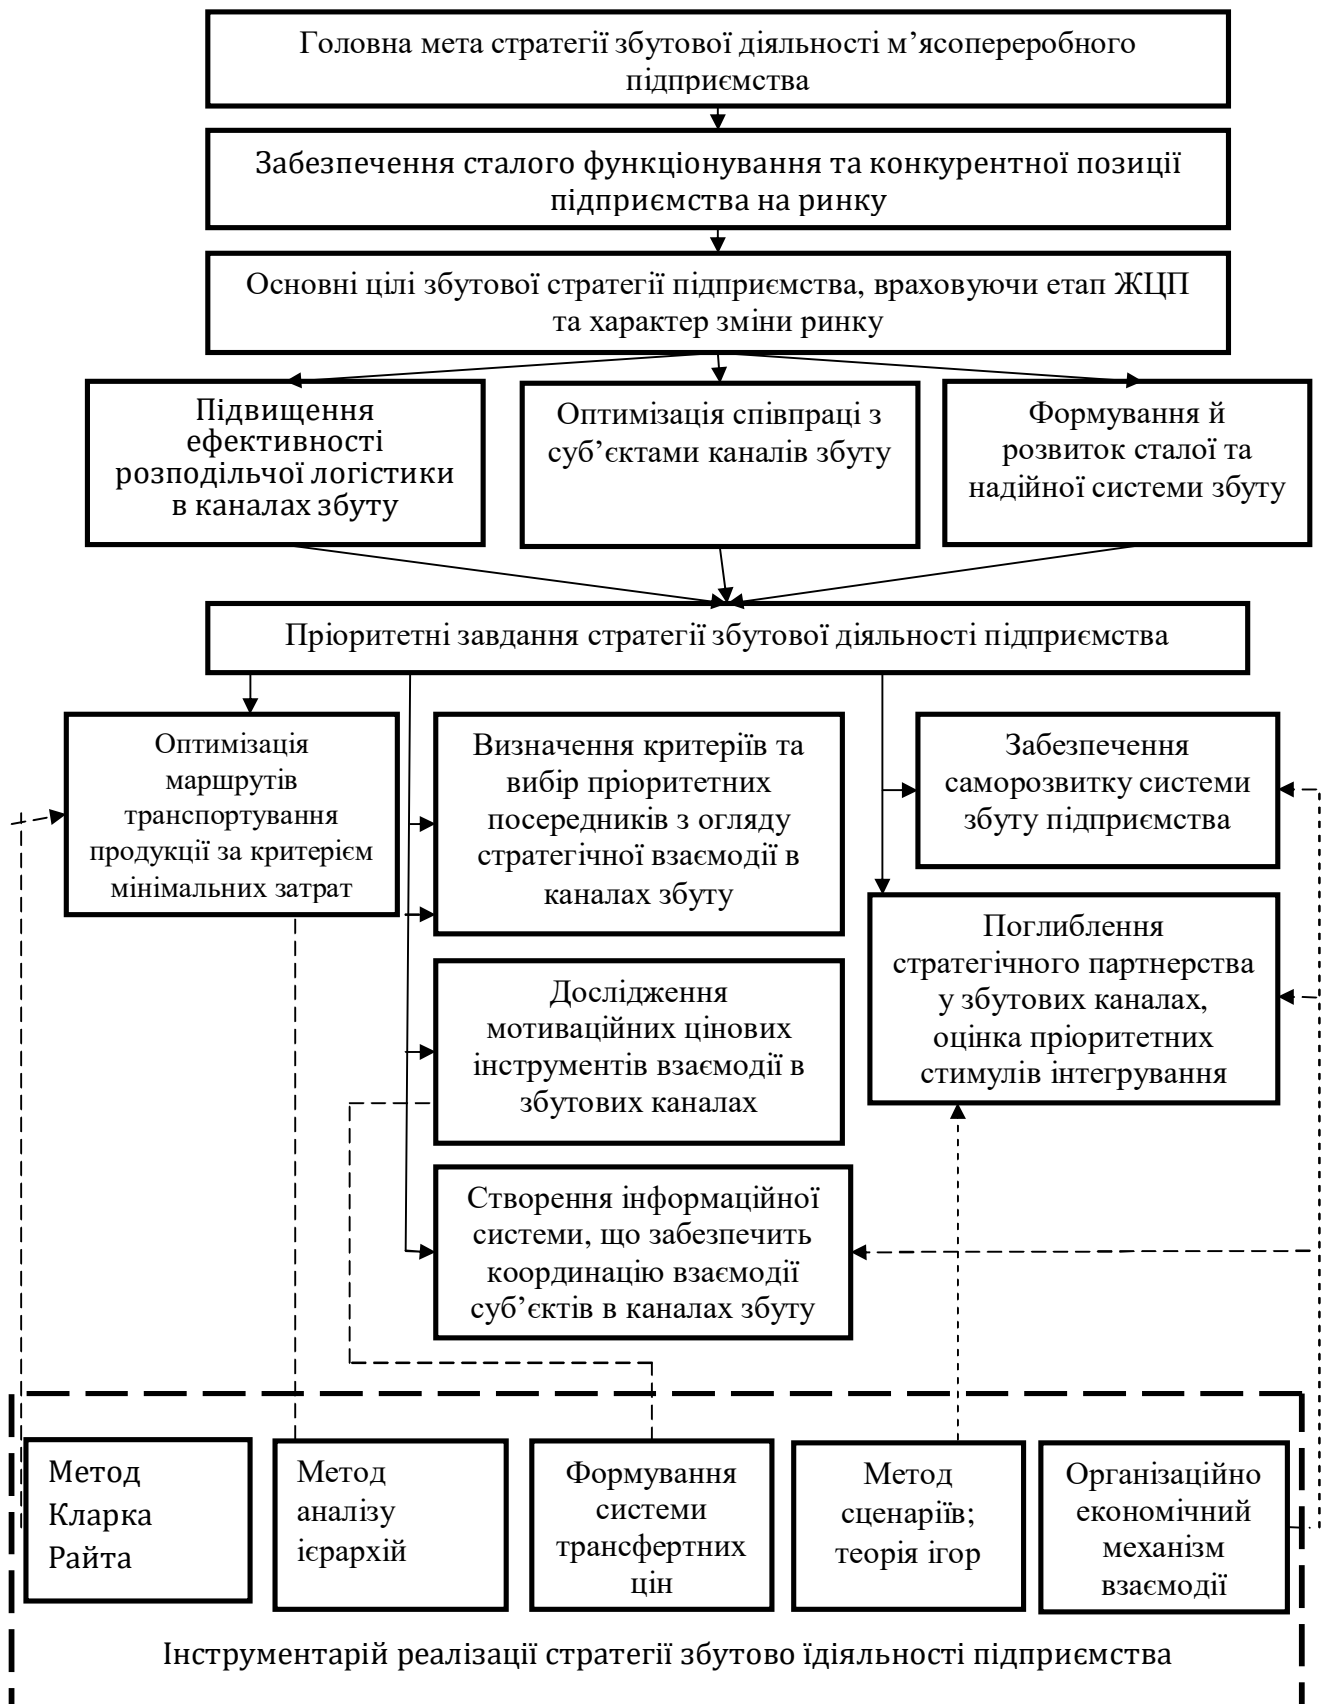 Головна мета стратегії збутової діяльності м’ясопереробного
підприємства
Забезпечення сталого функціонування та конкурентної позиції
підприємства на ринку
Основні цілі збутової стратегії підприємства, враховуючи етап ЖЦП
та характер зміни ринку
Підвищення
ефективності
розподільчої логістики
в каналах збуту
Оптимізація співпраці з
суб’єктами каналів збуту
Формування й
розвиток сталої та
надійної системи збуту
Пріоритетні завдання стратегії збутової діяльності підприємства
Оптимізація
маршрутів
транспортування
продукції за критерієм
мінімальних затрат
Визначення критеріїв та
вибір пріоритетних
посередників з огляду
стратегічної взаємодії в
каналах збуту
Забезпечення
саморозвитку системи
збуту підприємства
Поглиблення
стратегічного партнерства
у збутових каналах,
оцінка пріоритетних
стимулів інтегрування
Дослідження
мотиваційних цінових
інструментів взаємодії в
збутових каналах
Створення інформаційної
системи, що забезпечить
координацію взаємодії
суб’єктів в каналах збуту
Метод
Кларка
Райта
Метод
аналізу
ієрархій
Формування
системи
трансфертних
цін
Метод
сценаріїв;
теорія ігор
Організаційно
економічний
механізм
взаємодії
Інструментарій реалізації стратегії збутово їдіяльності підприємства